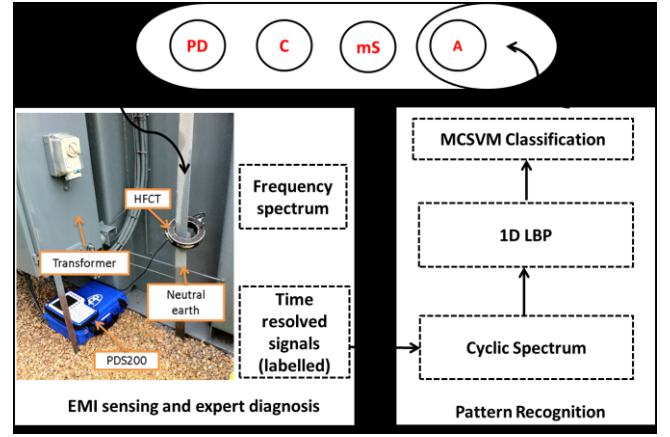 PD
C
mS
A
HFCT
Transformer
Neutral
earth
PDS200
Frequency
spectrum
Time
resolved
signals
(labelled)
EMI sensing and expert diagnosis
MCSVM Classification
1D LBP
Cyclic Spectrum
Pattern Recognition